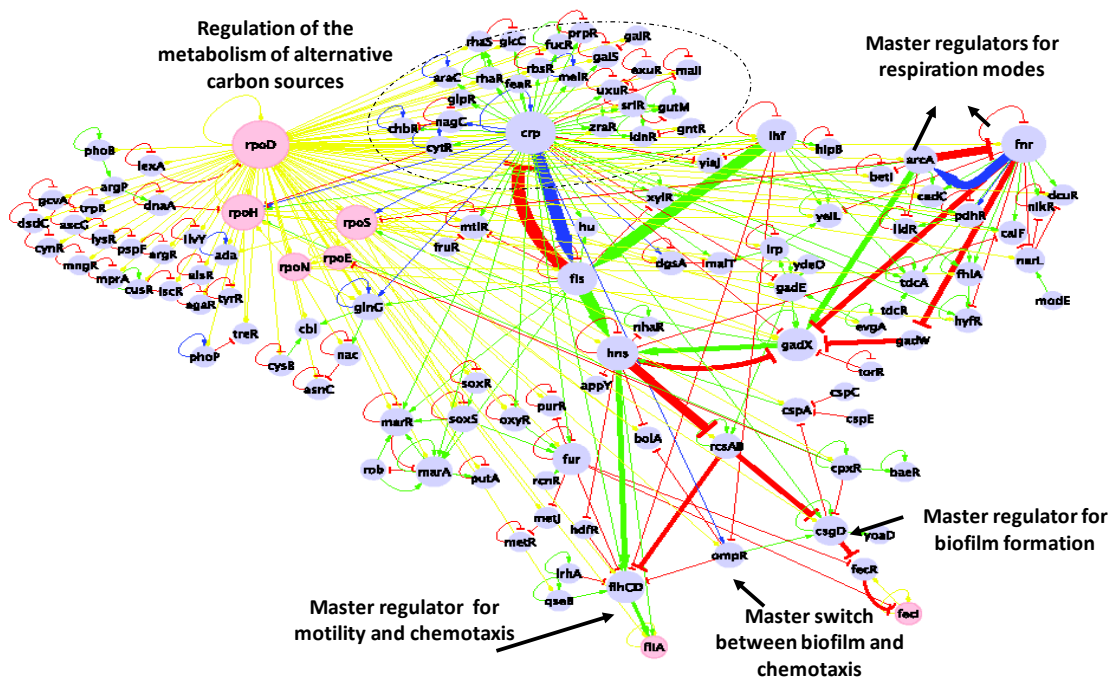 Regulation of the
metabolism of alternative
carbon sources
Master regulators for
respiration modes
rhaS
glcC
fucR
prpR
galR
galS
araC
rhaR
rbsR
feaR
melR
exuR
malI
uxuR
srlR
gutM
glpR
chbR
nagC
cytR
crp
zraR
idnR
gntR
yiaJ
Ihf
hipB
betI
arcA
fnr
cadC
dcuR
nikR
pdhR
yeiL
lldR
caiF
narL
modE
rpoD
phoB
lexA
argP
gcvA
trpR
dnaA
rpoH
rpoS
dsdC
ascG
cynR
lysR
ilvY
pspF
argR
ada
mngR
mprA
alsR
cusR
iscR
agaR
tyrR
rpoN
rpoE
mtlR
fruR
xylR
hu
fis
dgsA
malT
lrp
ydeO
gadE
tdcA
tdcR
fhlA
hyfR
evgA
gadW
glnG
treR
phoP
cbl
cysB
nac
asnC
nhaR
hns
gadX
torR
appY
soxR
marR
soxS
oxyR
purR
bolA
rcsAB
cspA
cspC
cspE
rob
marA
putA
fur
rcnR
cpxR
baeR
metJ
metR
hdfR
csgD
yoaD
Master regulator for
biofilm formation
lrhA
qseB
flhCD
ompR
fecR
fecI
fliA
Master regulator for
motility and chemotaxis
Master switch
between biofilm and
chemotaxis